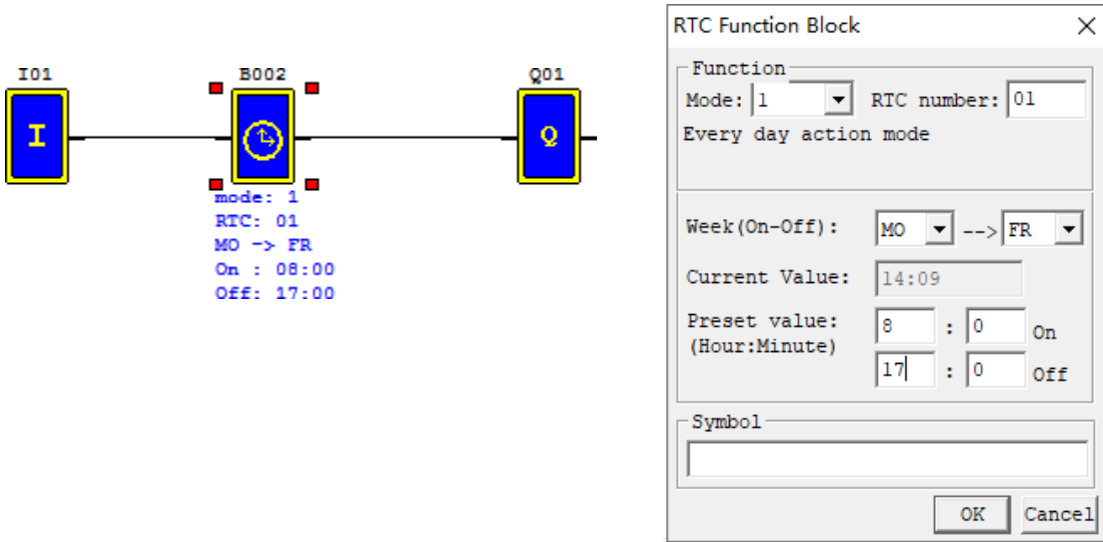 I01
B002
Q01
I
Q
mode: 1
RTC: 01
MO -> FR
On : 08:00
Off: 17:00
RTC Function Block
Function
Mode: 1 RTC number: 01
Every day action mode
Week(On-Off): MO --> FR
Current Value: 14:09
Preset value: 8 : 0 On
(Hour:Minute)
17 : 0 Off
Symbol
OK Cancel